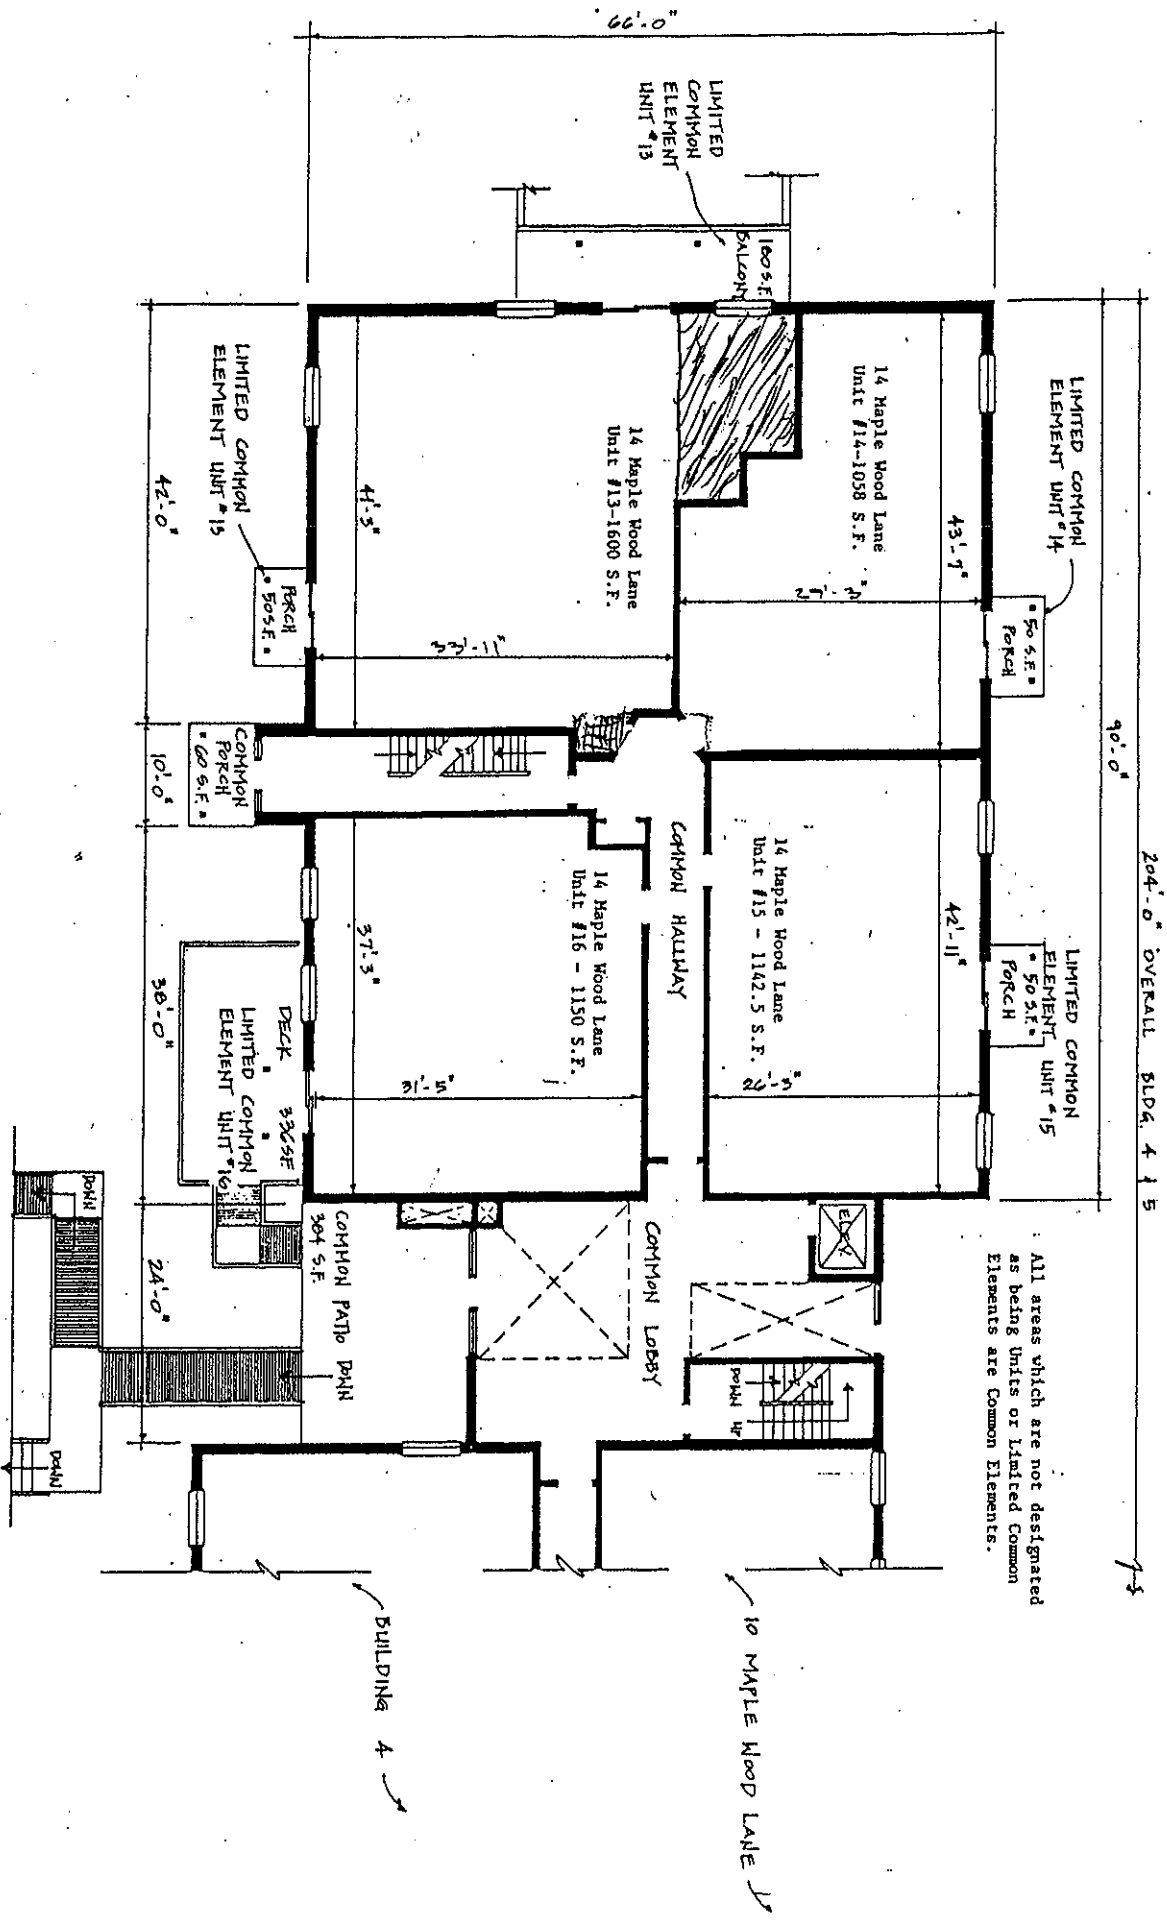 66'-0"
LIMITED
COMMON
ELEMENT
UNIT #13
180 S.F.
BALCONY
204'-0" OVERALL BLDG. 4 & 5
90'-0"
LIMITED COMMON
ELEMENT UNIT #14
50 S.F.
PORCH
LIMITED COMMON
ELEMENT UNIT #15
50 S.F.
PORCH
: All areas which are not designated
as being Units or Limited Common
Elements are Common Elements.
14 Maple Wood Lane
Unit #14-1058 S.F.
43'-7"
27'-3"
14 Maple Wood Lane
Unit #15 - 1142.5 S.F.
42'-11"
26'-3"
14 Maple Wood Lane
Unit #13-1600 S.F.
41'-3"
33'-11"
COMMON HALLWAY
14 Maple Wood Lane
Unit #16 - 1150 S.F.
37'-3"
31'-5"
ELEV.
COMMON LOBBY
DOWN UP
COMMON PATIO DOWN
384 S.F.
LIMITED COMMON
ELEMENT UNIT #13
PORCH
50 S.F.
COMMON
PORCH
60 S.F.
DECK 336 SF
LIMITED COMMON
ELEMENT UNIT #16
42'-0"
10'-0"
38'-0"
24'-0"
DOWN
DOWN
10 MAPLE WOOD LANE
BUILDING 4